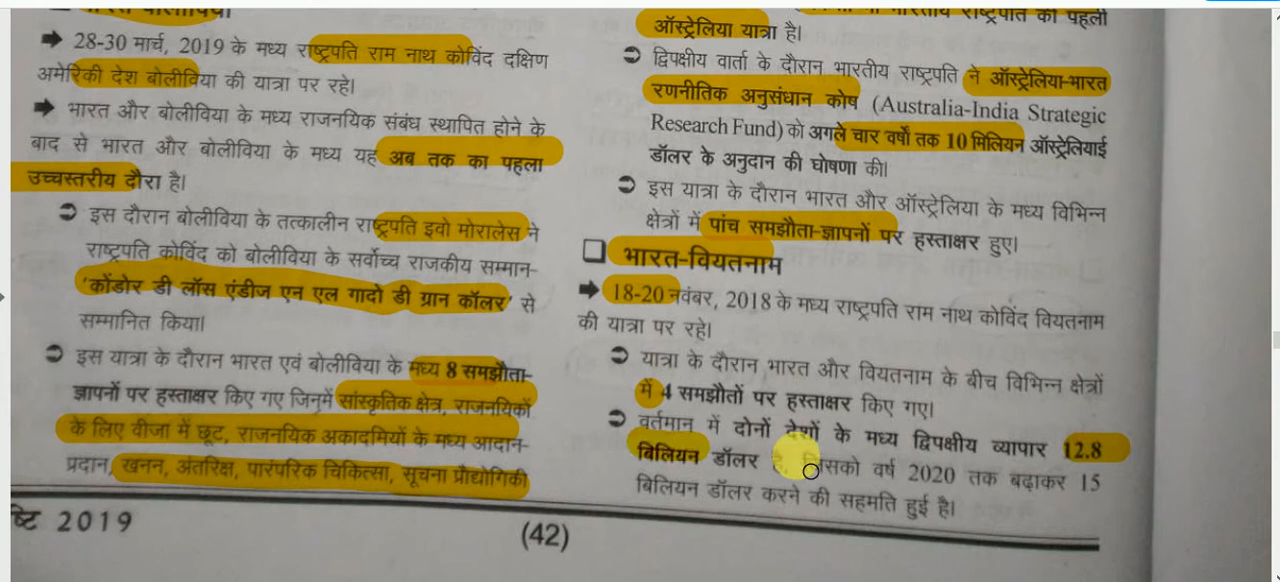 28-30 मार्च, 2019 के मध्य राष्ट्रपति राम नाथ कोविंद दक्षिण
अमेरिकी देश बोलीविया की यात्रा पर रहे।
भारत और बोलीविया के मध्य राजनयिक संबंध स्थापित होने के
बाद से भारत और बोलीविया के मध्य यह अब तक का पहला
उच्चस्तरीय दौरा है।
इस दौरान बोलीविया के तत्कालीन राष्ट्रपति इवो मोरालेस ने
राष्ट्रपति कोविंद को बोलीविया के सर्वोच्च राजकीय सम्मान-
'कोंडोर डी लॉस एंडीज एन एल गादो डी ग्रान कॉलर' से
सम्मानित किया।
इस यात्रा के दौरान भारत एवं बोलीविया के मध्य 8 समझौता-
ज्ञापनों पर हस्ताक्षर किए गए जिनमें सांस्कृतिक क्षेत्र, राजनयिकों
के लिए वीजा में छूट, राजनयिक अकादमियों के मध्य आदान-
प्रदान, खनन, अंतरिक्ष, पारंपरिक चिकित्सा, सूचना प्रौद्योगिकी
2019
(42)
भारतीय राष्ट्रपति की पहली
ऑस्ट्रेलिया यात्रा है।
द्विपक्षीय वार्ता के दौरान भारतीय राष्ट्रपति ने ऑस्ट्रेलिया-भारत
रणनीतिक अनुसंधान कोष (Australia-India Strategic
Research Fund) को अगले चार वर्षों तक 10 मिलियन ऑस्ट्रेलियाई
डॉलर के अनुदान की घोषणा की।
इस यात्रा के दौरान भारत और ऑस्ट्रेलिया के मध्य विभिन्न
क्षेत्रों में पांच समझौता-ज्ञापनों पर हस्ताक्षर हुए।
❑ भारत-वियतनाम
18-20 नवंबर, 2018 के मध्य राष्ट्रपति राम नाथ कोविंद वियतनाम
की यात्रा पर रहे।
यात्रा के दौरान भारत और वियतनाम के बीच विभिन्न क्षेत्रों
में 4 समझौतों पर हस्ताक्षर किए गए।
वर्तमान में दोनों देशों के मध्य द्विपक्षीय व्यापार 12.8
बिलियन डॉलर है, जिसको वर्ष 2020 तक बढ़ाकर 15
बिलियन डॉलर करने की सहमति हुई है।